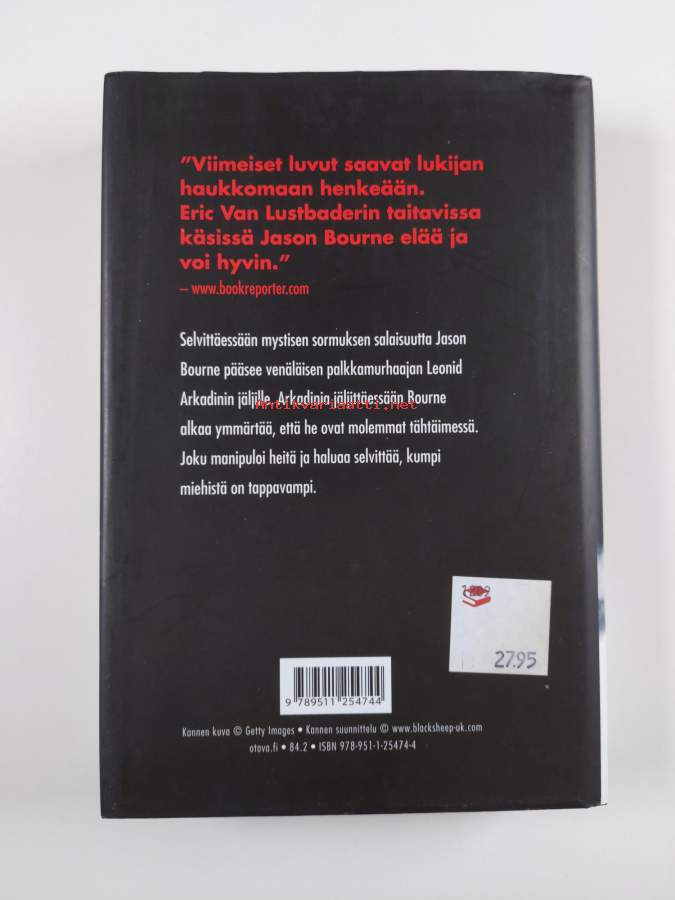 ”Viimeiset luvut saavat lukijan
haukkomaan henkeään.
Eric Van Lustbaderin taitavissa
käsissä Jason Bourne elää ja
voi hyvin.”
– www.bookreporter.com
Selvittäessään mystisen sormuksen salaisuutta Jason
Bourne pääsee venäläisen palkkamurhaajan Leonid
Arkadinin jäljille. Arkadinia jäljittäessään Bourne
Antikvariaatti.net
alkaa ymmärtää, että he ovat molemmat tähtäimessä.
Joku manipuloi heitä ja haluaa selvittää, kumpi
miehistä on tappavampi.
27.95
9 789511 254744
Kannen kuva © Getty Images • Kannen suunnittelu © www.blacksheep-uk.com
otava.fi • 84.2 • ISBN 978-951-1-25474-4